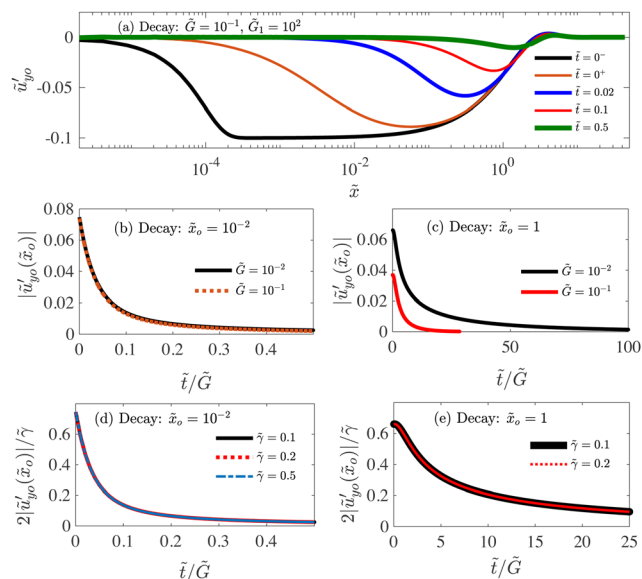 (a) Decay: G̃ = 10⁻¹, G̃₁ = 10²
0
-0.05
-0.1
ũ′yo
t̃ = 0⁻
t̃ = 0⁺
t̃ = 0.02
t̃ = 0.1
t̃ = 0.5
10⁻⁴
10⁻²
10⁰
x̃
(b) Decay: x̃ₒ = 10⁻²
0.08
0.06
0.04
0.02
0
|ũ′yo(x̃ₒ)|
G̃ = 10⁻²
G̃ = 10⁻¹
0 0.1 0.2 0.3 0.4
t̃/G̃
(c) Decay: x̃ₒ = 1
0.06
0.04
0.02
0
|ũ′yo(x̃ₒ)|
G̃ = 10⁻²
G̃ = 10⁻¹
0 50 100
t̃/G̃
(d) Decay: x̃ₒ = 10⁻²
0.6
0.4
0.2
0
2|ũ′yo(x̃ₒ)|/γ̃
γ̃ = 0.1
γ̃ = 0.2
γ̃ = 0.5
0 0.1 0.2 0.3 0.4
t̃/G̃
(e) Decay: x̃ₒ = 1
0.6
0.4
0.2
0
2|ũ′yo(x̃ₒ)|/γ̃
γ̃ = 0.1
γ̃ = 0.2
0 5 10 15 20 25
t̃/G̃